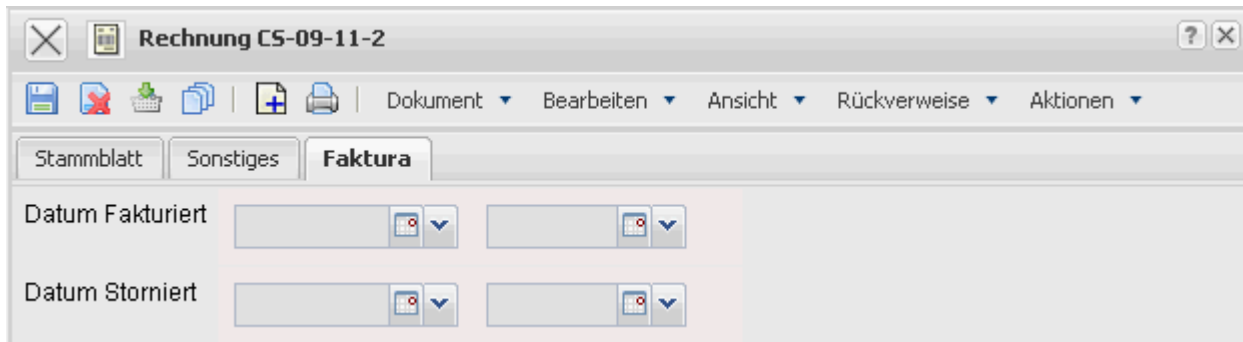 Rechnung CS-09-11-2
?
Dokument Bearbeiten Ansicht Rückverweise Aktionen
Stammblatt Sonstiges Faktura
Datum Fakturiert
Datum Storniert